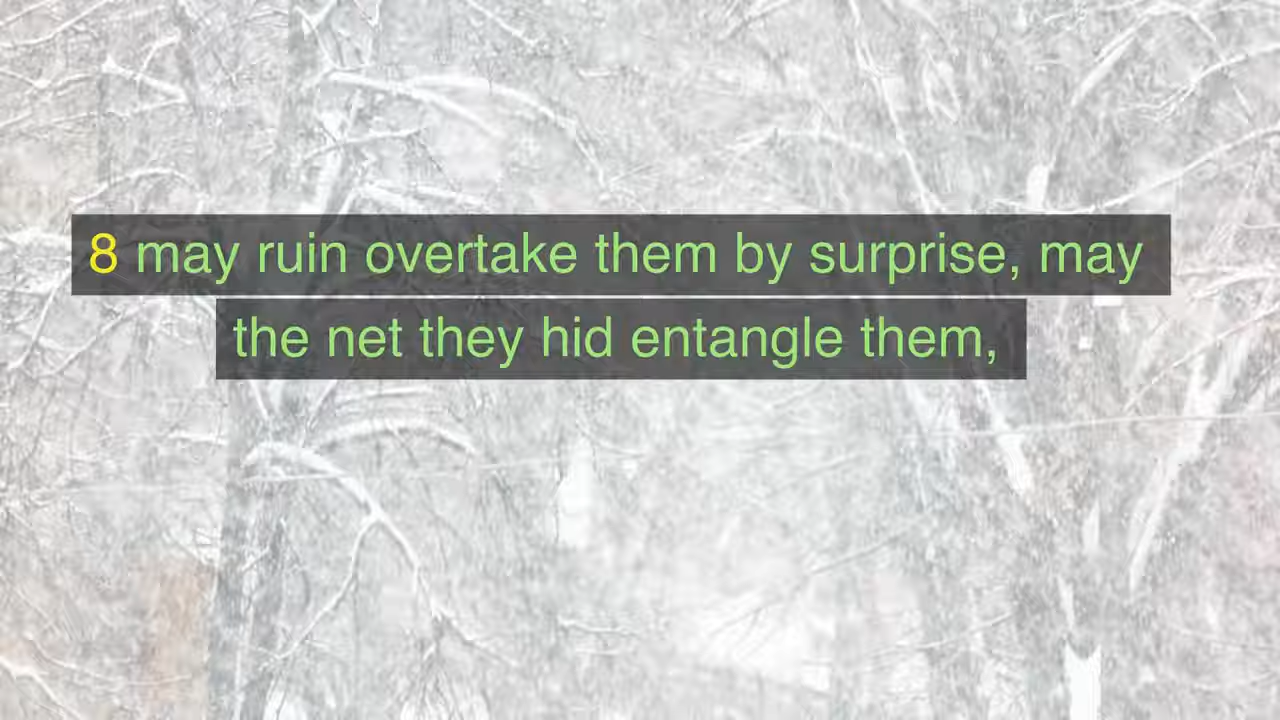 8 may ruin overtake them by surprise, may
the net they hid entangle them,